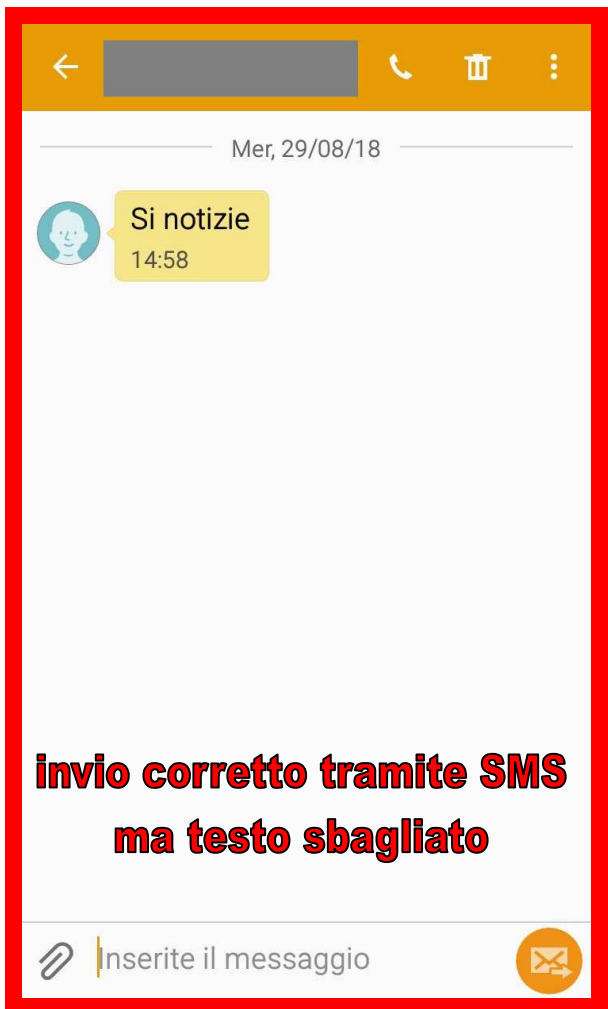 Mer, 29/08/18
Si notizie
14:58
invio corretto tramite SMS
ma testo sbagliato
Inserite il messaggio